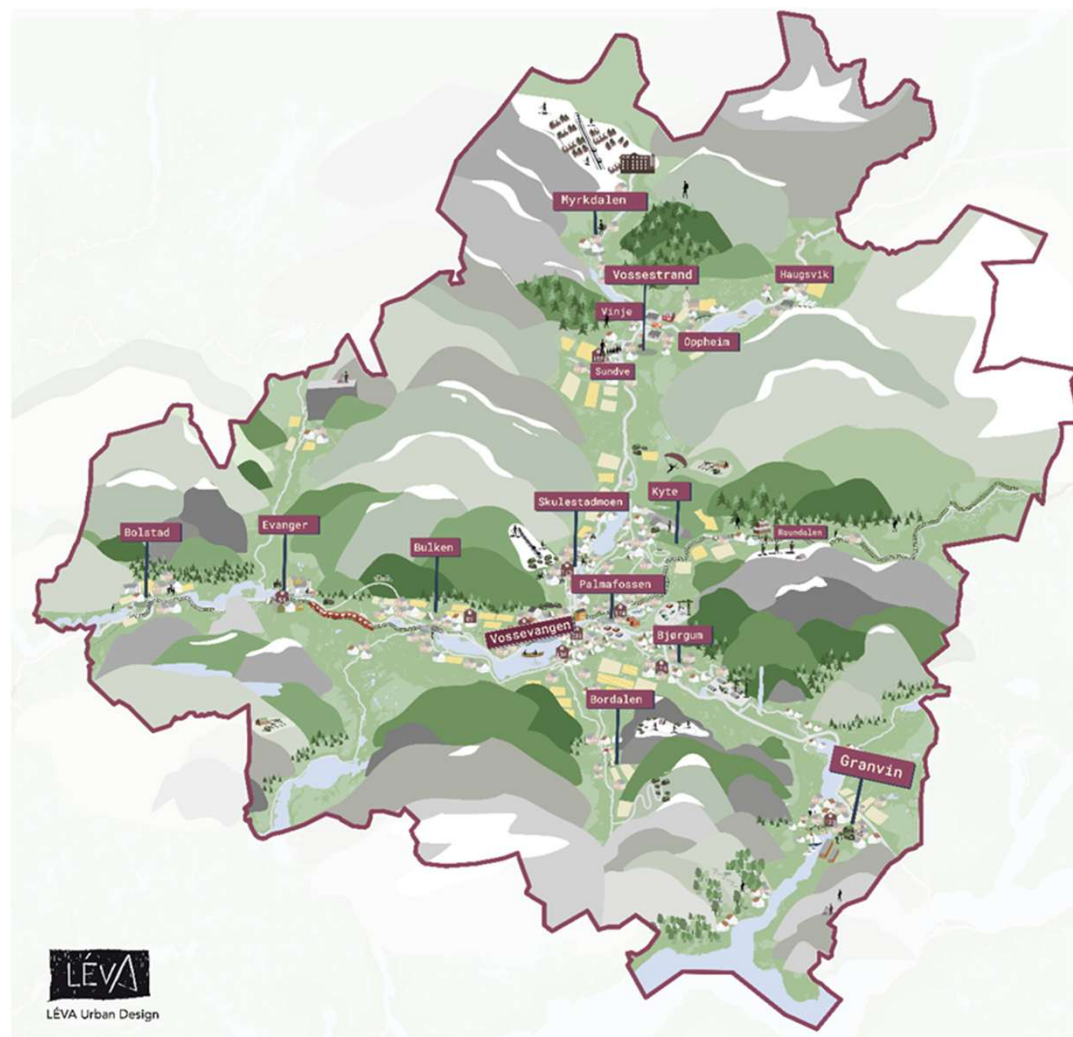 Myrkdalen
Vossestrand
Haugsvik
Vinje
Oppheim
Sundve
Skulestadmoen
Kyte
Bolstad
Evanger
Raundalen
Bulken
Palmafossen
Vossevangen
Bjørgum
Bordalen
Granvin
LÉVA
LÉVA Urban Design